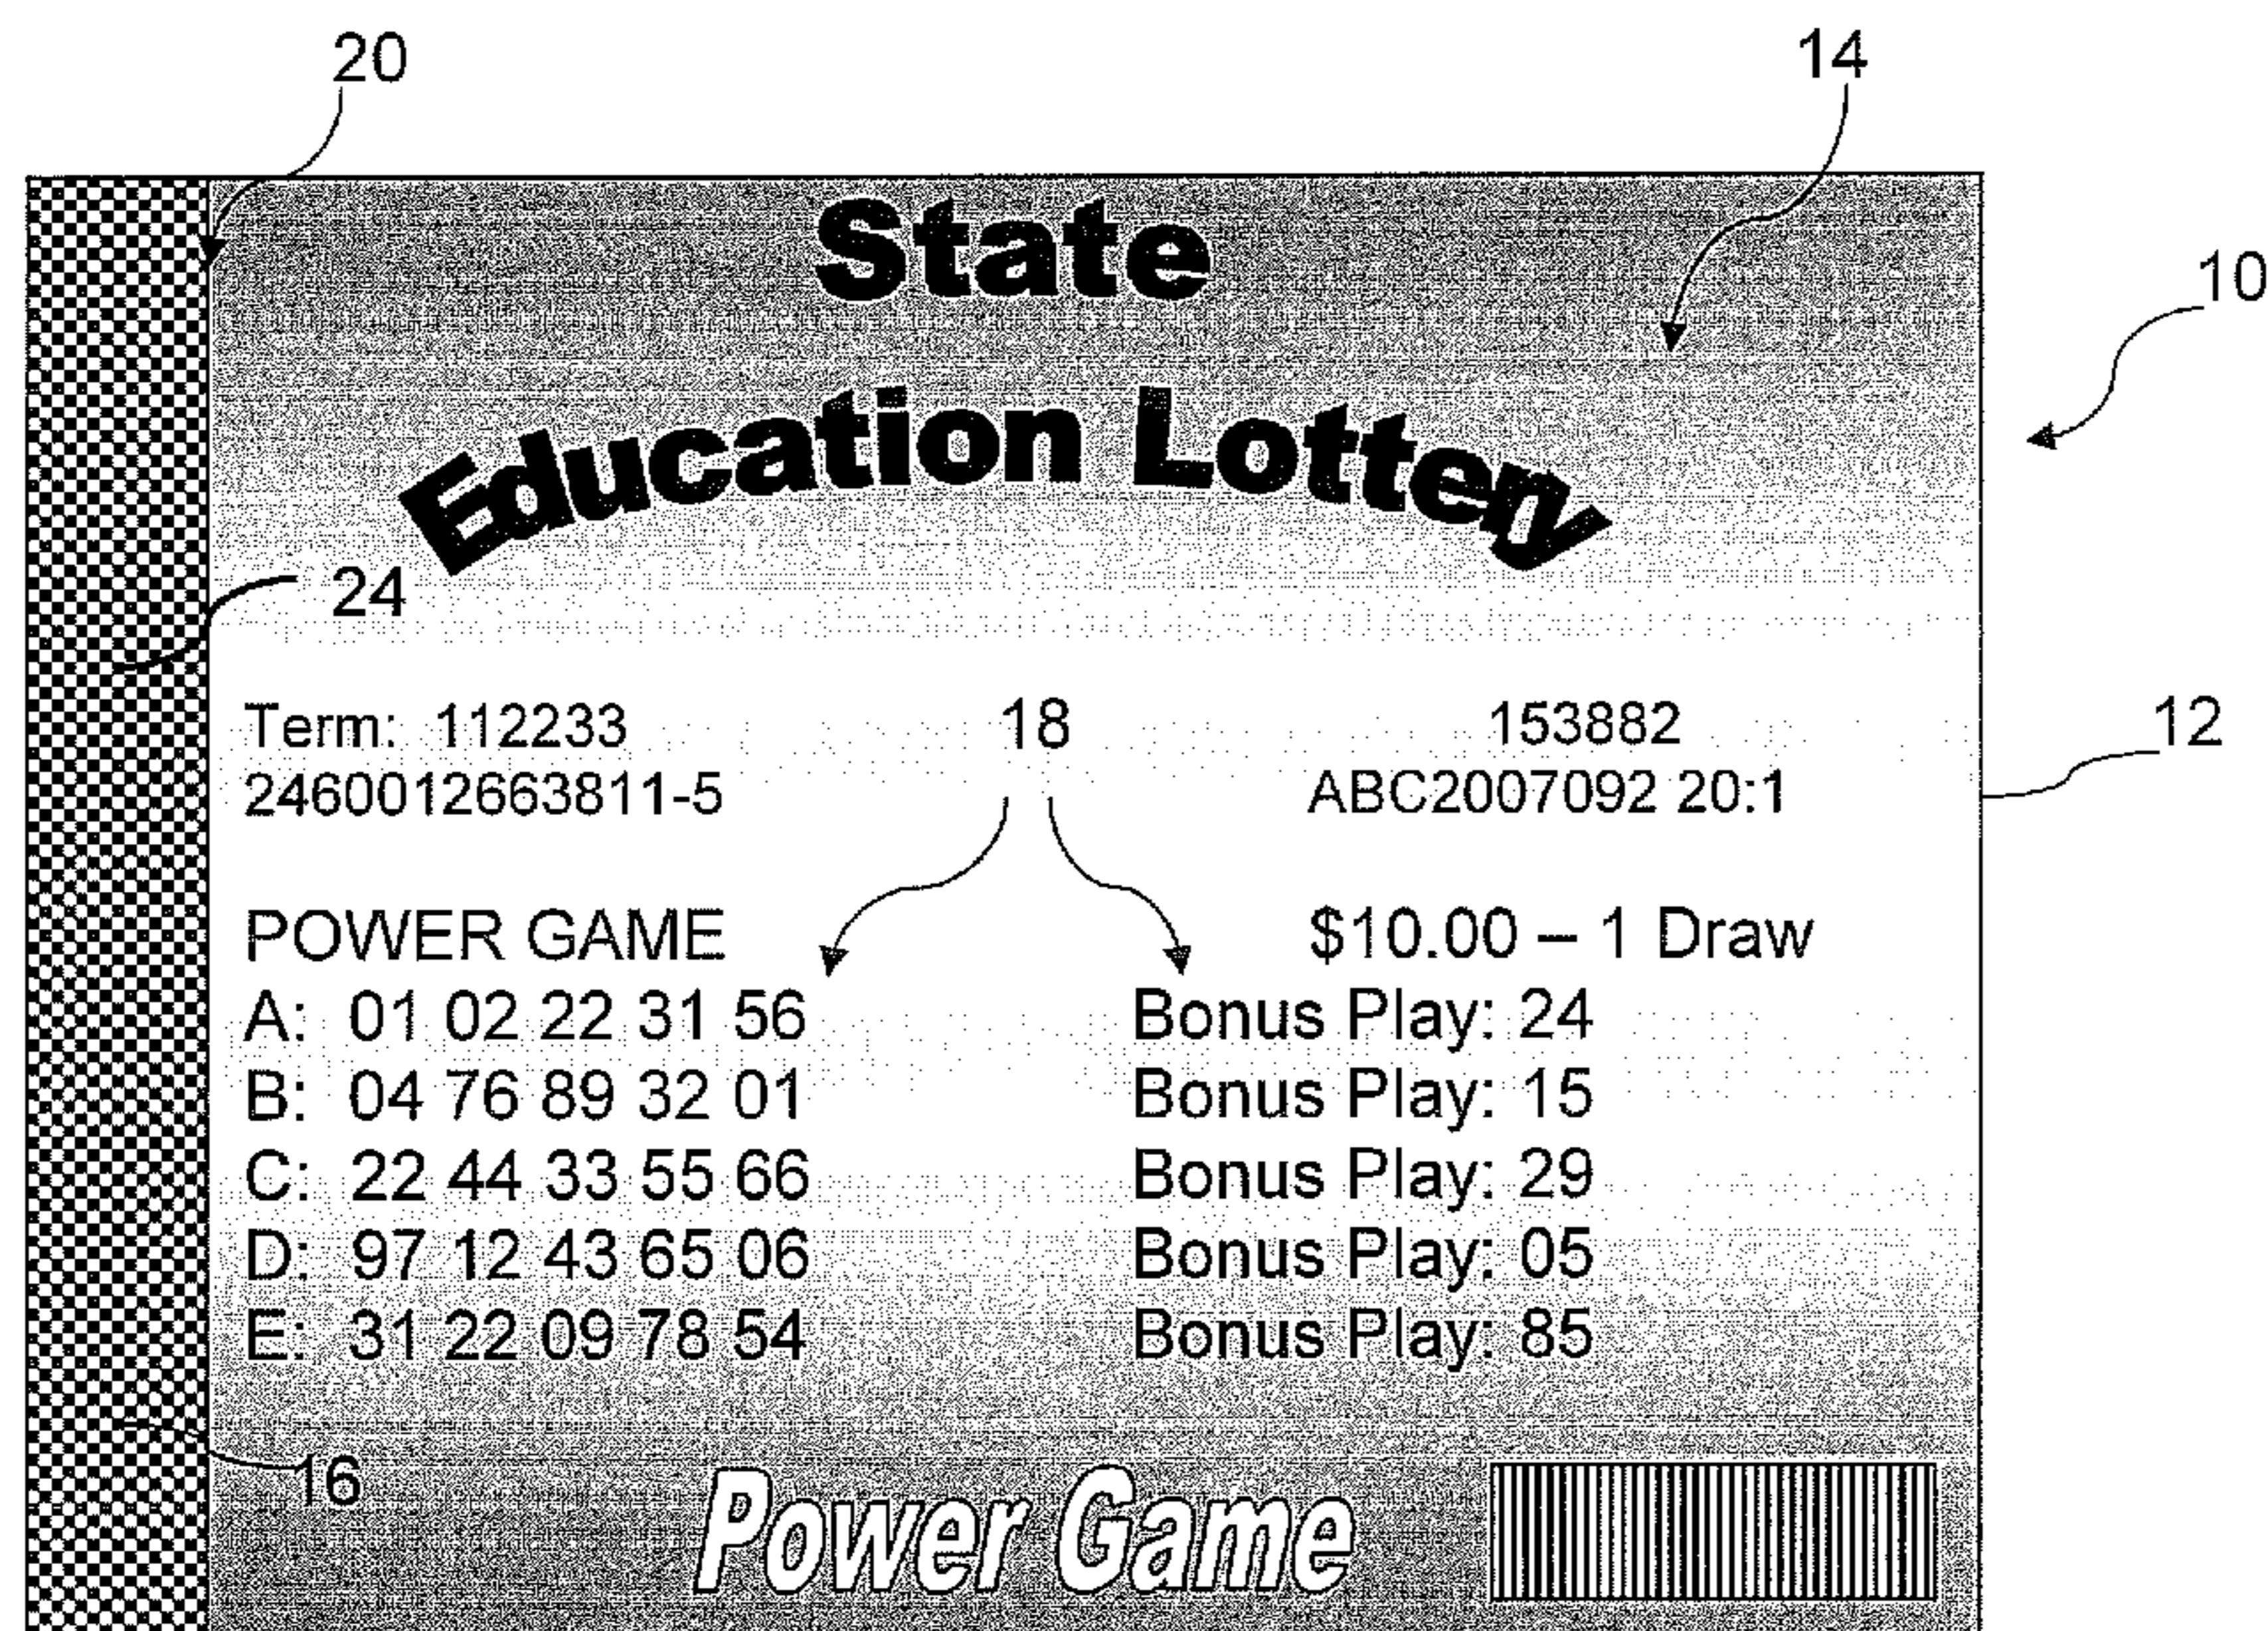 20 14
State
10
Education Lottery
24
Term: 112233 18 153882
12
2460012663811-5 ABC2007092 20:1
POWER GAME $10.00 – 1 Draw
A: 01 02 22 31 56 Bonus Play: 24
B: 04 76 89 32 01 Bonus Play: 15
C: 22 44 33 55 66 Bonus Play: 29
D: 97 12 43 65 06 Bonus Play: 05
E: 31 22 09 78 54 Bonus Play: 85
16
Power Game